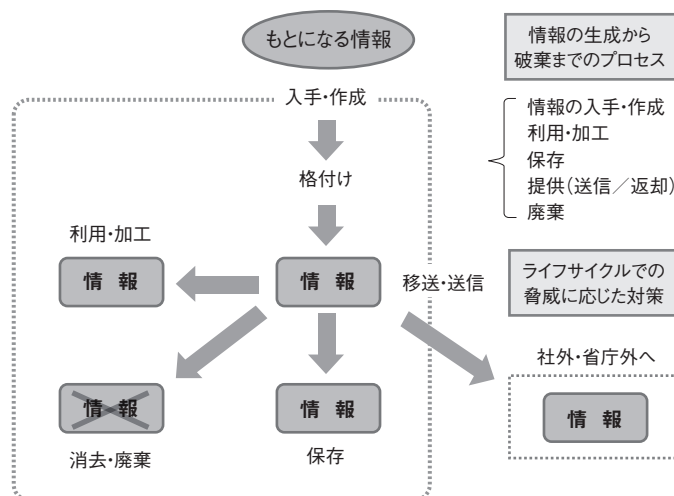 もとになる情報
情報の生成から
破棄までのプロセス
入手・作成
情報の入手・作成
利用・加工
保存
提供（送信／返却）
廃棄
格付け
利用・加工
情 報
情 報
移送・送信
ライフサイクルでの
脅威に応じた対策
社外・省庁外へ
情 報
情 報
情 報
消去・廃棄
保存